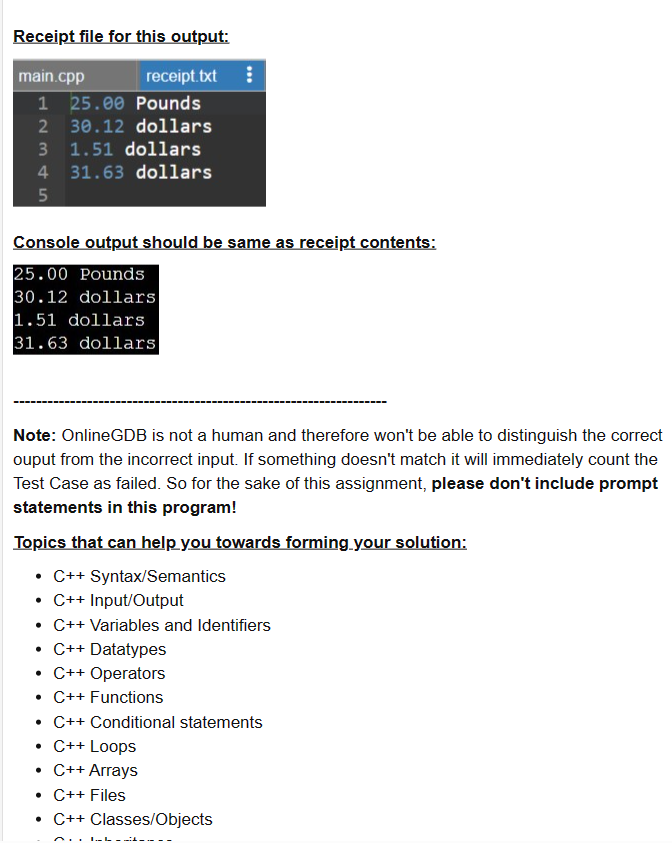 Receipt file for this output:
main.cpp receipt.txt
1 25.00 Pounds
2 30.12 dollars
3 1.51 dollars
4 31.63 dollars
5
Console output should be same as receipt contents:
25.00 Pounds
30.12 dollars
1.51 dollars
31.63 dollars
--------------------------------------------------------------------
Note: OnlineGDB is not a human and therefore won't be able to distinguish the correct
ouput from the incorrect input. If something doesn't match it will immediately count the
Test Case as failed. So for the sake of this assignment, please don't include prompt
statements in this program!
Topics that can help you towards forming your solution:
• C++ Syntax/Semantics
• C++ Input/Output
• C++ Variables and Identifiers
• C++ Datatypes
• C++ Operators
• C++ Functions
• C++ Conditional statements
• C++ Loops
• C++ Arrays
• C++ Files
• C++ Classes/Objects